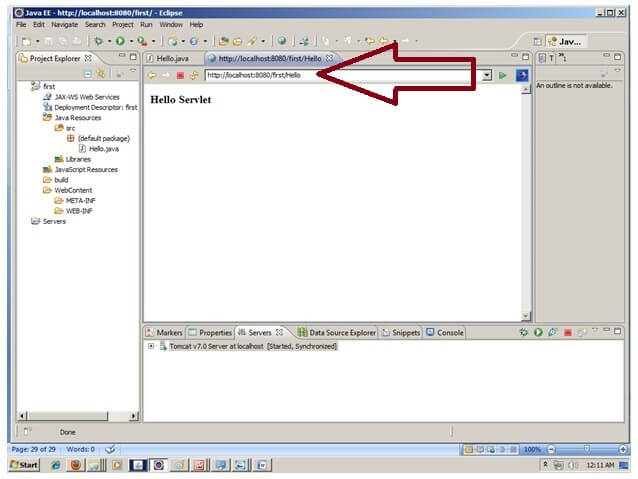 Java EE - http://localhost:8080/first/ - Eclipse
File Edit Navigate Search Project Run Window Help
Java...
Project Explorer
Hello.java
http://localhost:8080/first/Hello
http://localhost:8080/first/Hello
first
JAX-WS Web Services
Deployment Descriptor: first
Java Resources
src
(default package)
Hello.java
Libraries
JavaScript Resources
build
WebContent
META-INF
WEB-INF
Servers
Hello Servlet
An outline is not available.
Markers Properties Servers Data Source Explorer Snippets Console
Tomcat v7.0 Server at localhost [Started, Synchronized]
Done
Page: 29 of 29 Words: 0 100%
Start 12:11 AM